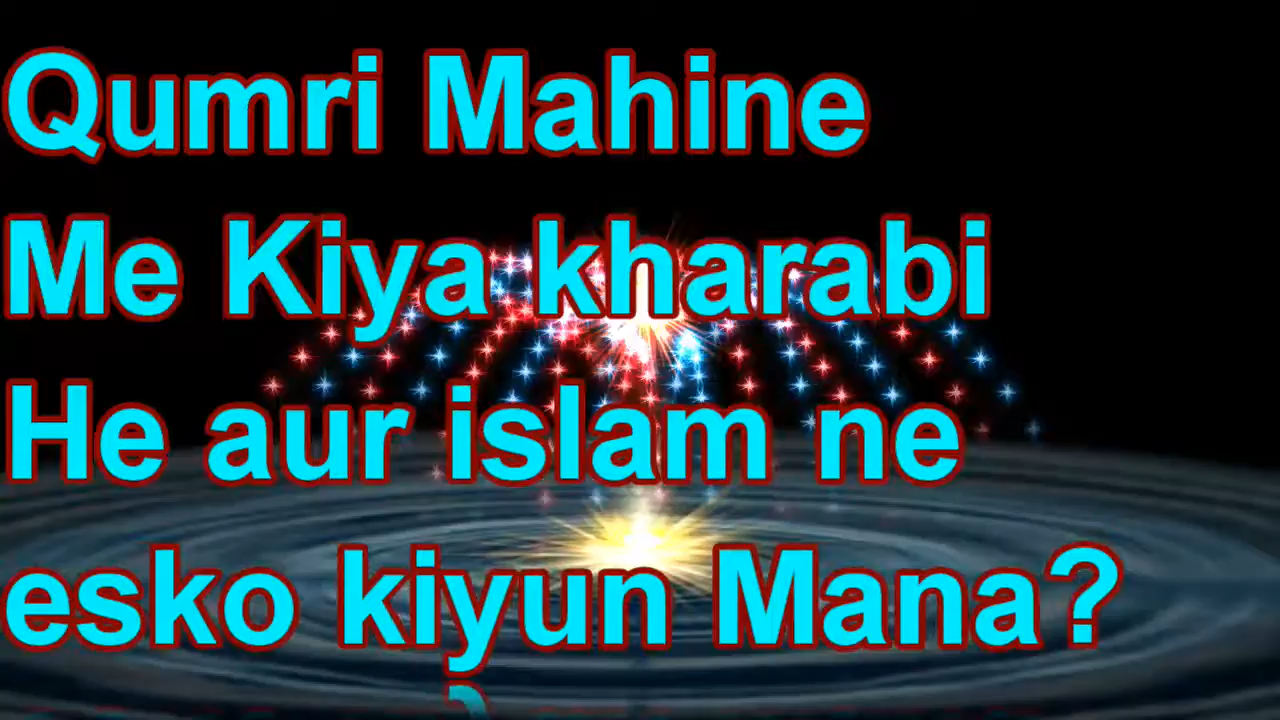 Qumri Mahine
Me Kiya kharabi
He aur islam ne
esko kiyun Mana?